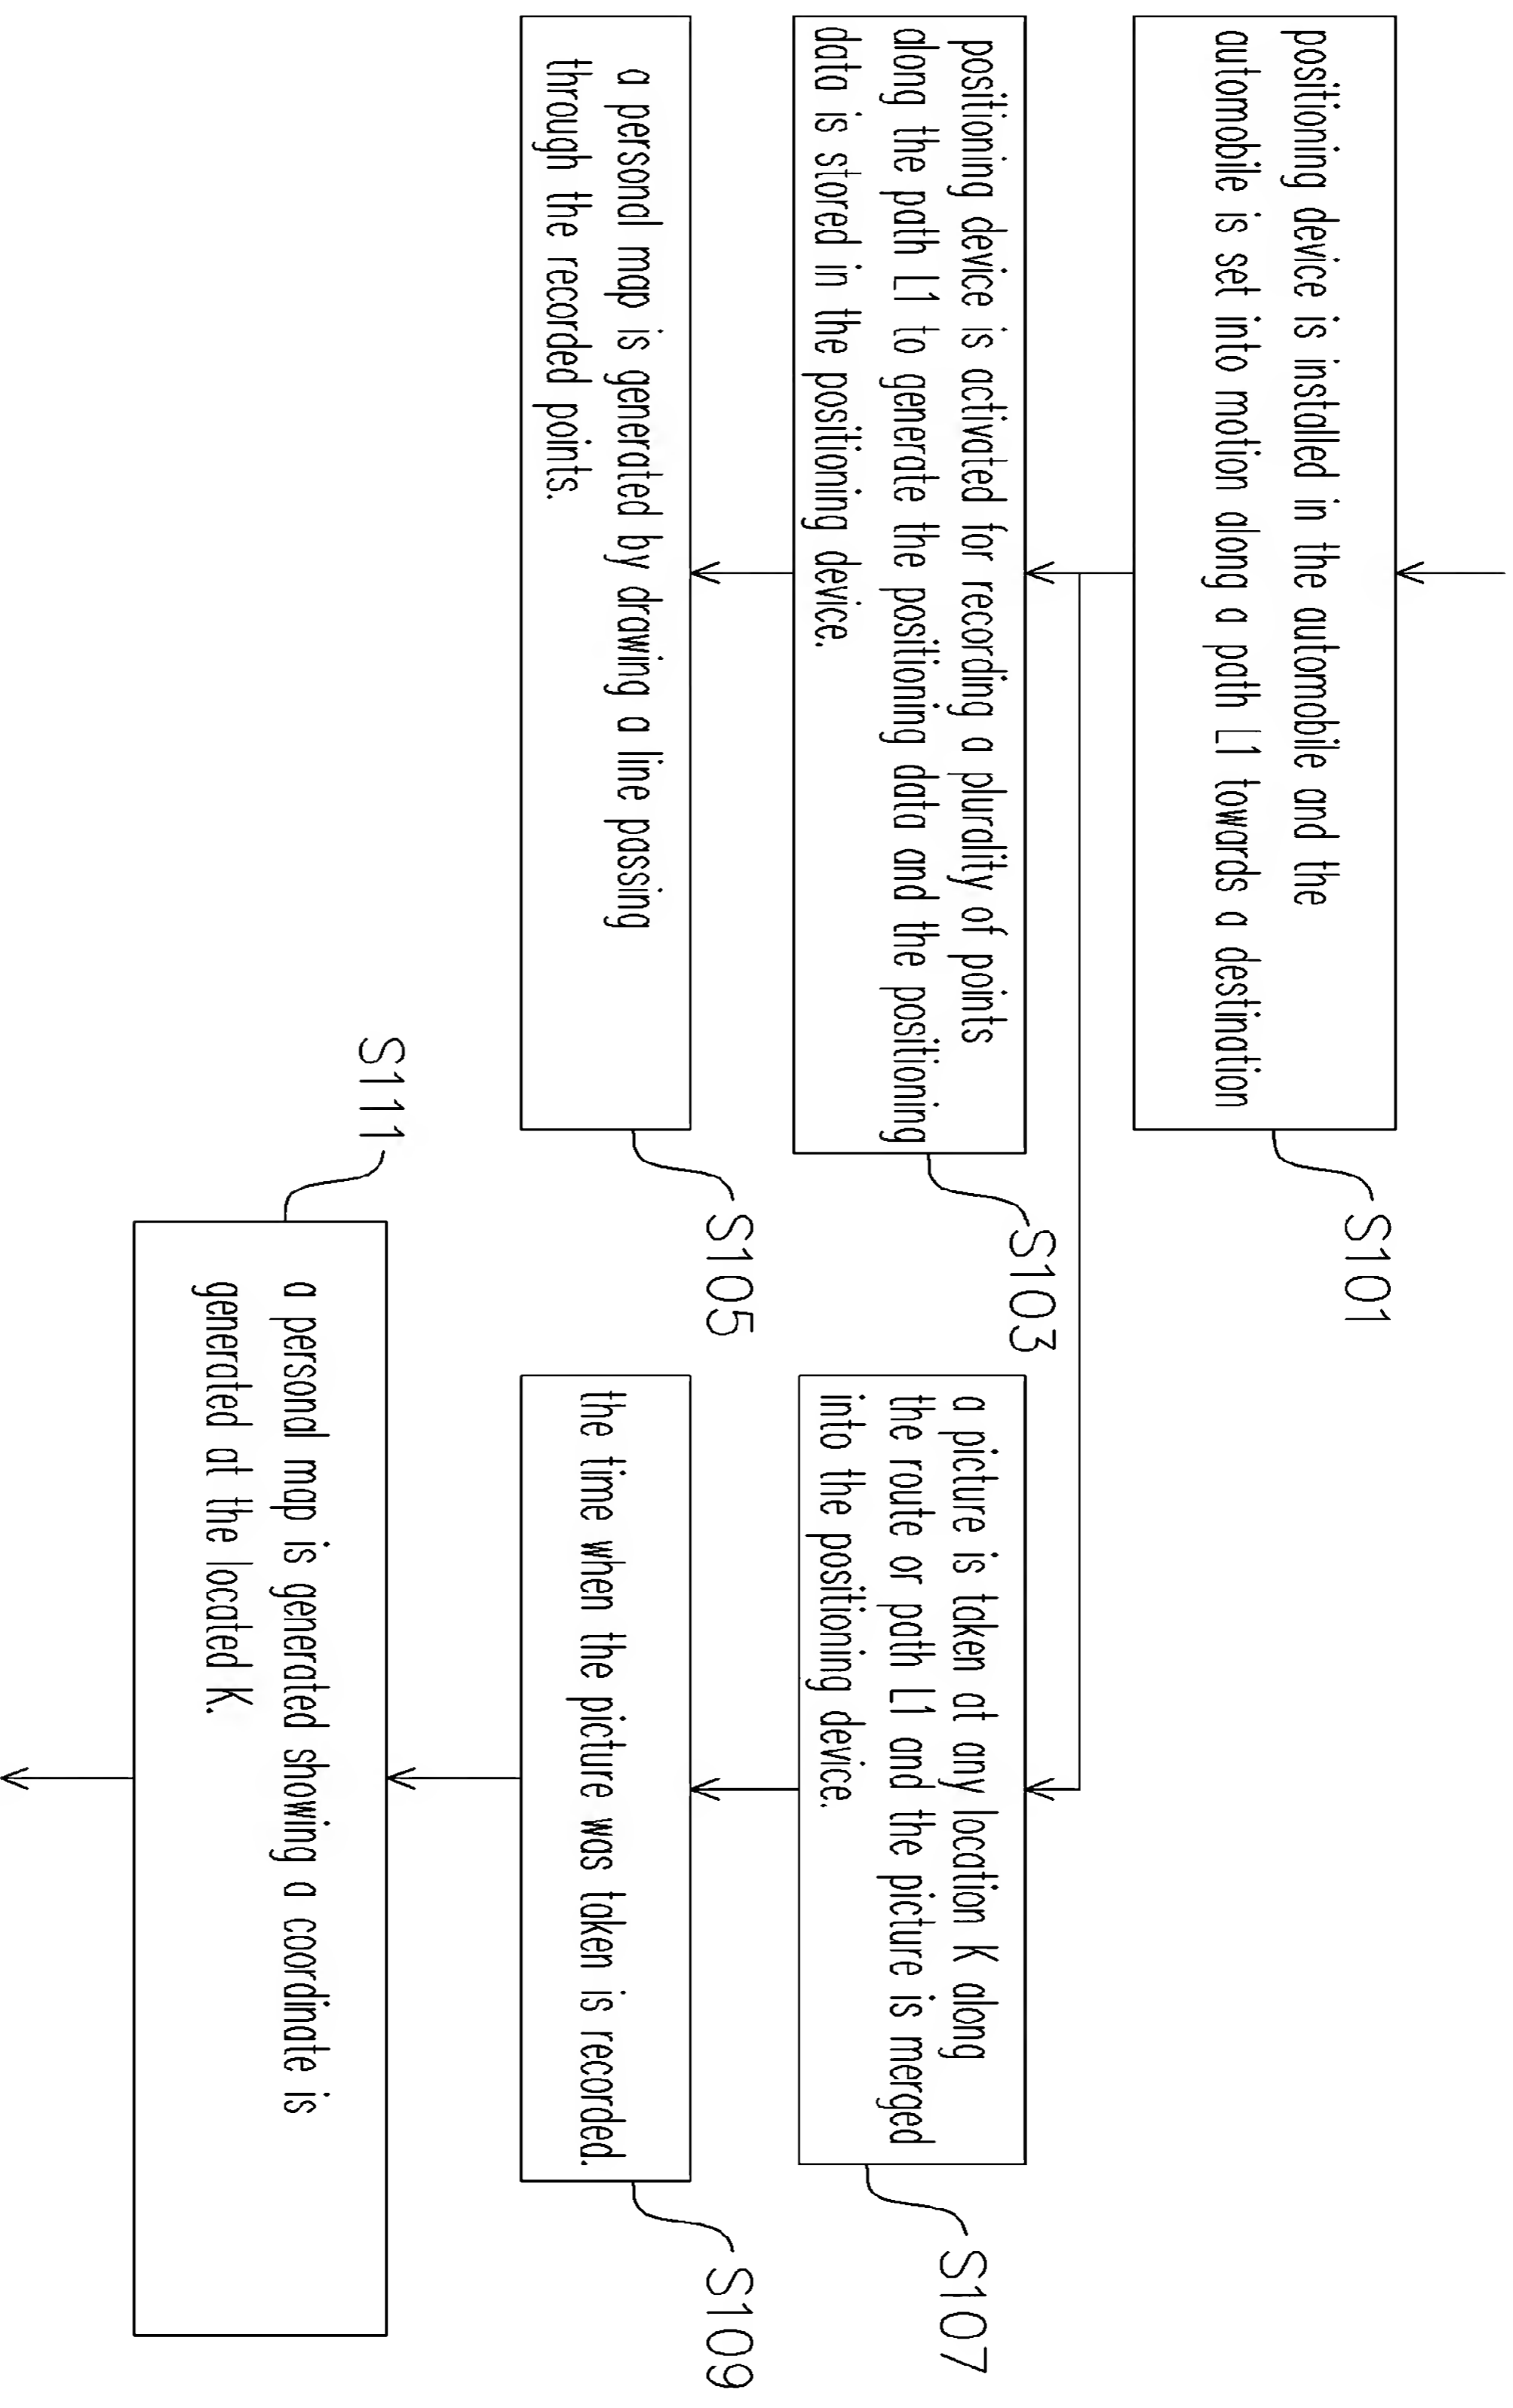 positioning device is installed in the automobile and the
automobile is set into motion along a path L1 towards a destination
S101
positioning device is activated for recording a plurality of points
along the path L1 to generate the positioning data and the positioning
data is stored in the positioning device.
S103
a personal map is generated by drawing a line passing
through the recorded points.
S105
a picture is taken at any location K along
the route or path L1 and the picture is merged
into the positioning device.
S107
the time when the picture was taken is recorded.
S109
S111
a personal map is generated showing a coordinate is
generated at the located K.